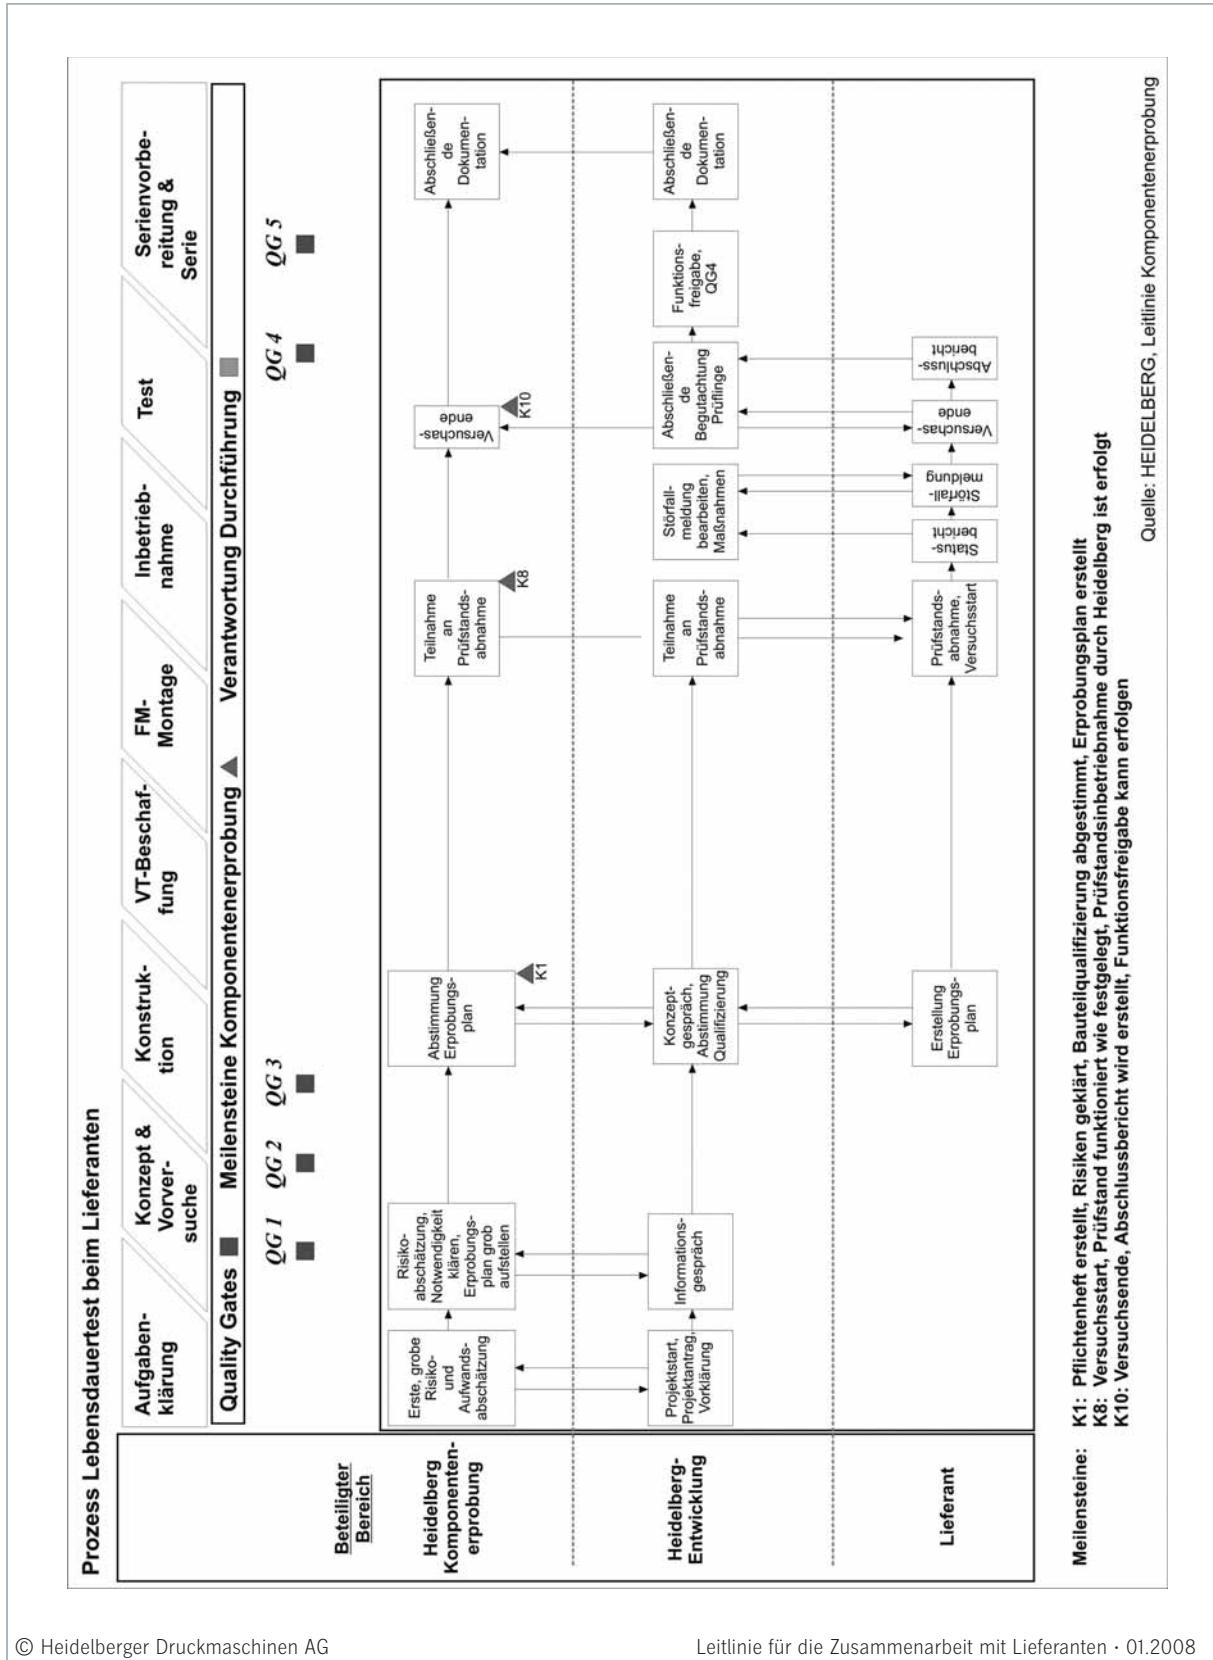 Prozess Lebensdauertest beim Lieferanten
Aufgaben-
klärung
Konzept &
Vorver-
suche
Konstruk-
tion
VT-Beschaf-
fung
FM-
Montage
Inbetrieb-
nahme
Test
Serienvorbe-
reitung &
Serie
Quality Gates
Meilensteine Komponentenerprobung
Verantwortung Durchführung
QG 1
QG 2
QG 3
QG 4
QG 5
Beteiligter
Bereich
Heidelberg
Komponenten-
erprobung
Erste, grobe
Risiko-
und
Aufwands-
abschätzung
Risiko-
abschätzung,
Notwendigkeit
klären,
Erprobungs-
plan grob
aufstellen
Abstimmung
Erprobungs-
plan
K1
Teilnahme
an
Prüfstands-
abnahme
K8
Versuchas-
ende
K10
Abschließen-
de
Dokumen-
tation
Heidelberg-
Entwicklung
Projektstart,
Projektantrag,
Vorklärung
Informations-
gespräch
Konzept-
gespräch,
Abstimmung
Qualifizierung
Teilnahme
an
Prüfstands-
abnahme
Störfall-
meldung
bearbeiten,
Maßnahmen
Abschließen-
de
Begutachtung
Prüflinge
Funktions-
freigabe,
QG4
Abschließen-
de
Dokumen-
tation
Lieferant
Erstellung
Erprobungs-
plan
Prüfstands-
abnahme,
Versuchsstart
Status-
bericht
Störfall-
meldung
Versuchas-
ende
Abschluss-
bericht
Meilensteine:
K1: Pflichtenheft erstellt, Risiken geklärt, Bauteilqualifizierung abgestimmt, Erprobungsplan erstellt
K8: Versuchsstart, Prüfstand funktioniert wie festgelegt, Prüfstandsinbetriebnahme durch Heidelberg ist erfolgt
K10: Versuchsende, Abschlussbericht wird erstellt, Funktionsfreigabe kann erfolgen
Quelle: HEIDELBERG, Leitlinie Komponentenerprobung
© Heidelberger Druckmaschinen AG
Leitlinie für die Zusammenarbeit mit Lieferanten · 01.2008